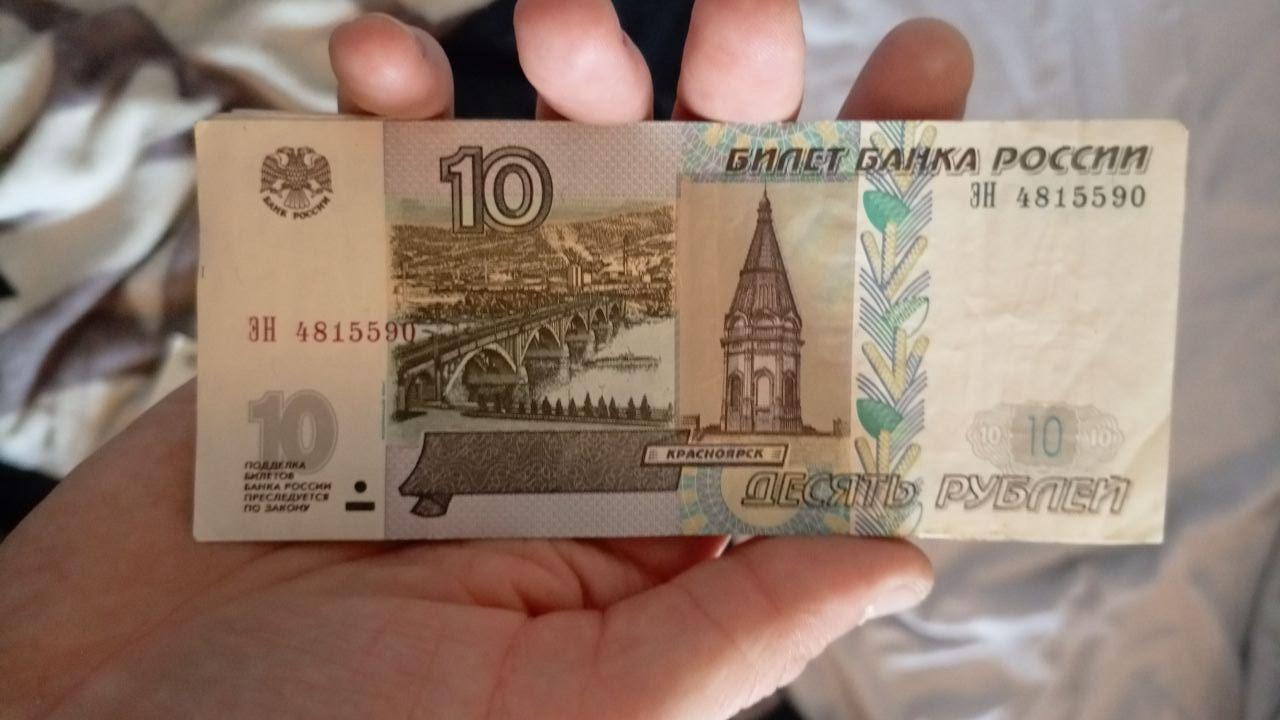 10
БИЛЕТ БАНКА РОССИИ
ЭН 4815590
БАНК РОССИИ
ЭН 4815590
10
10 10 10
КРАСНОЯРСК
ПОДДЕЛКА
БИЛЕТОВ
БАНКА РОССИИ
ПРЕСЛЕДУЕТСЯ
ПО ЗАКОНУ
ДЕСЯТЬ РУБЛЕЙ